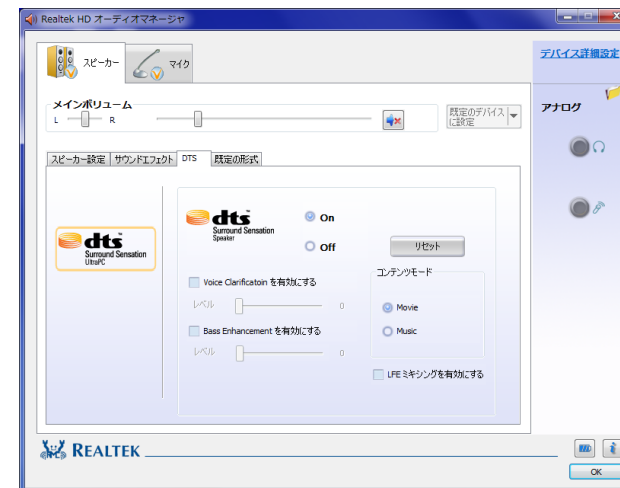 Realtek HD オーディオマネージャ
スピーカー
マイク
デバイス詳細設定
メインボリューム
L
R
既定のデバイス
に設定
アナログ
スピーカー設定
サウンドエフェクト
DTS
既定の形式
dts
Surround Sensation
UltraPC
dts
Surround Sensation
Speaker
On
Off
リセット
Voice Clarificatoin を有効にする
レベル
0
Bass Enhancement を有効にする
レベル
0
コンテンツモード
Movie
Music
LFE ミキシングを有効にする
REALTEK
OK